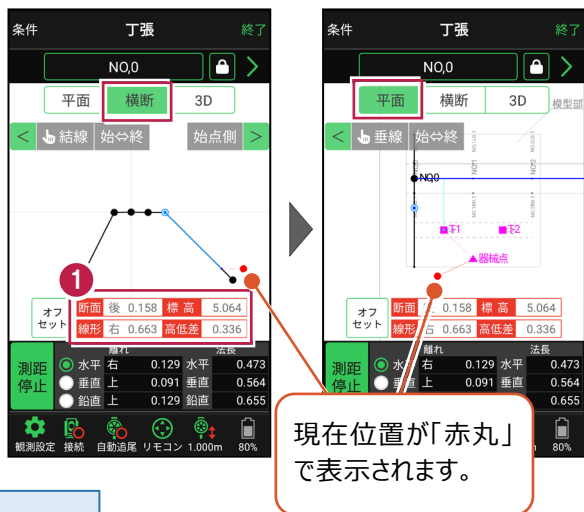 条件 丁張 終了
NO,0
平面 横断 3D
< 結線 始⇔終 始点側 >
1
オフセット 断面 後 0.158 標 高 5.064
線形 右 0.663 高低差 0.336
離れ 法長
測距停止 水平 右 0.129 水平 0.473
垂直 上 0.091 垂直 0.564
鉛直 上 0.129 鉛直 0.655
観測設定 接続 自動追尾 リモコン 1.000m 80%
条件 丁張 終了
NO,0
平面 横断 3D
模型部
< 垂線 始⇔終
NO,0
NO1
NO2
T1 T2
器械点
オフセット 断面 後 0.158 標 高 5.064
線形 右 0.663 高低差 0.336
離れ 法長
測距停止 水平 右 0.129 水平 0.473
垂直 上 0.091 垂直 0.564
0.655
80%
現在位置が「赤丸」
で表示されます。